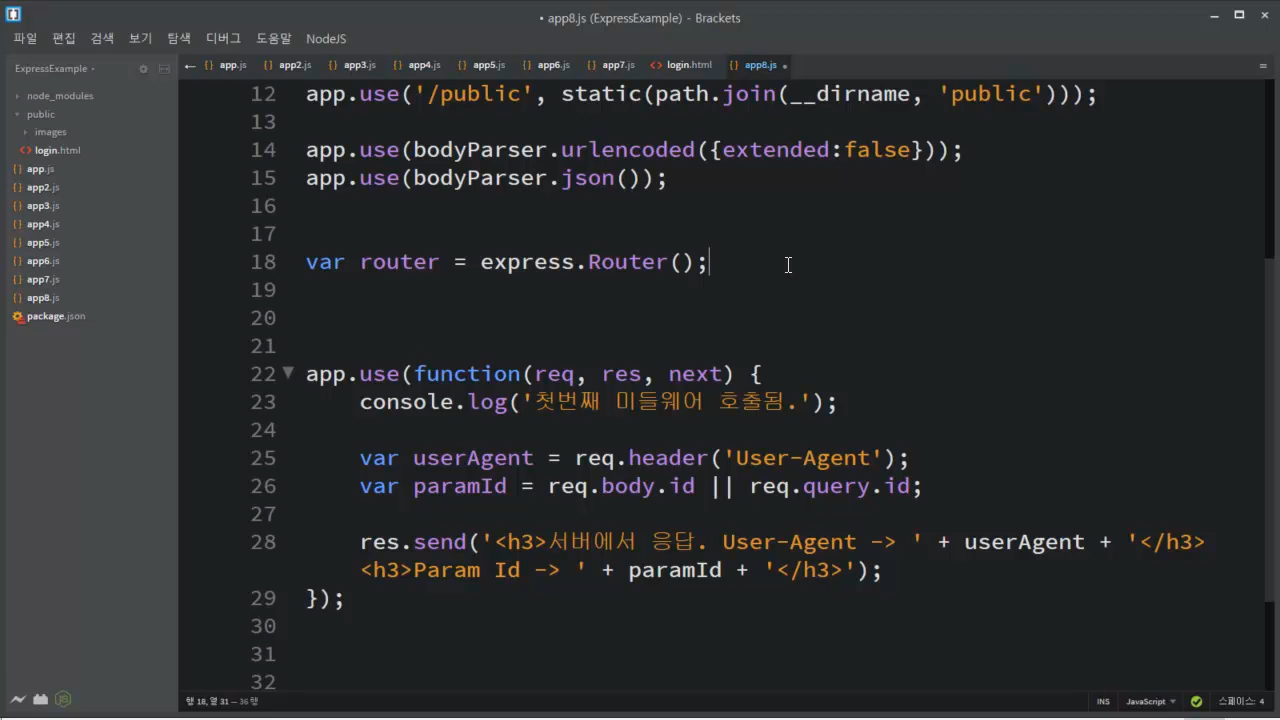 • app8.js (ExpressExample) - Brackets
파일 편집 검색 보기 탐색 디버그 도움말 NodeJS
ExpressExample
app.js app2.js app3.js app4.js app5.js app6.js app7.js login.html app8.js
node_modules
public
images
login.html
app.js
app2.js
app3.js
app4.js
app5.js
app6.js
app7.js
app8.js
package.json
12 app.use('/public', static(path.join(__dirname, 'public')));
13
14 app.use(bodyParser.urlencoded({extended:false}));
15 app.use(bodyParser.json());
16
17
18 var router = express.Router();
19
20
21
22 app.use(function(req, res, next) {
23 console.log('첫번째 미들웨어 호출됨.');
24
25 var userAgent = req.header('User-Agent');
26 var paramId = req.body.id || req.query.id;
27
28 res.send('<h3>서버에서 응답. User-Agent -> ' + userAgent + '</h3>
<h3>Param Id -> ' + paramId + '</h3>');
29 });
30
31
32
행 18, 열 31 — 36 행 INS JavaScript 스페이스: 4